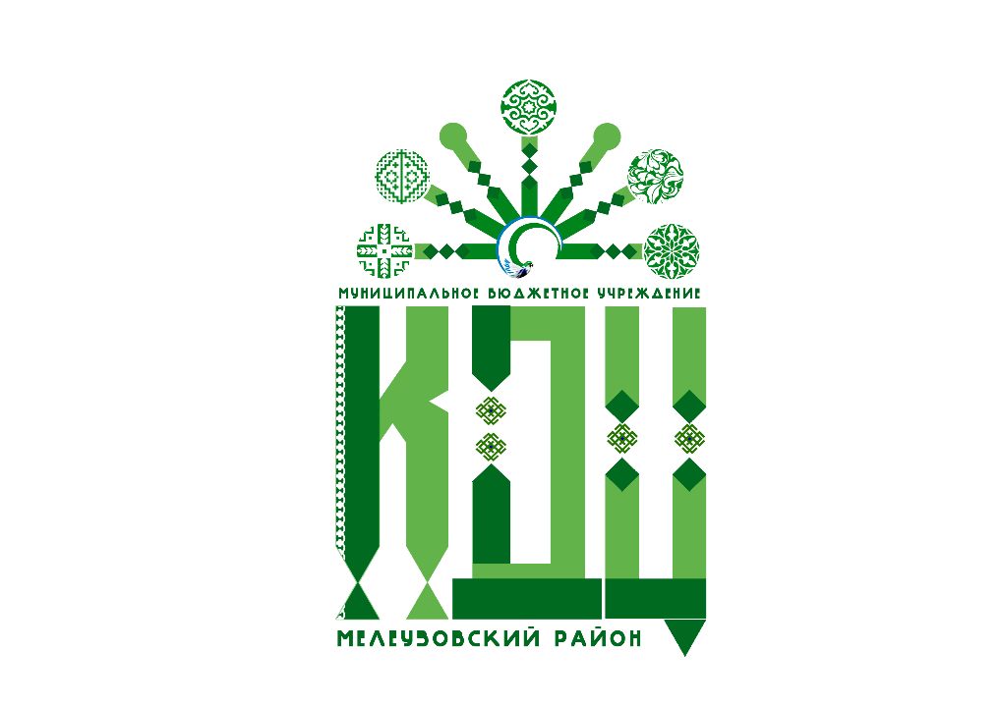 МУНИЦИПАЛЬНОЕ БЮДЖЕТНОЕ УЧРЕЖДЕНИЕ
КДЦ
МЕЛЕУЗОВСКИЙ РАЙОН